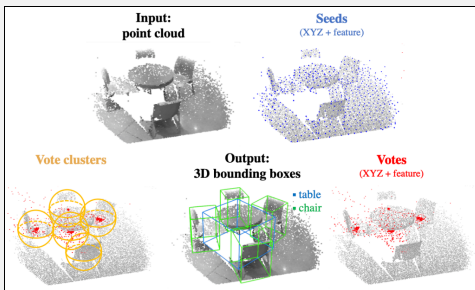 Input:
point cloud
Seeds
(XYZ + feature)
Vote clusters
Output:
3D bounding boxes
table
chair
Votes
(XYZ + feature)